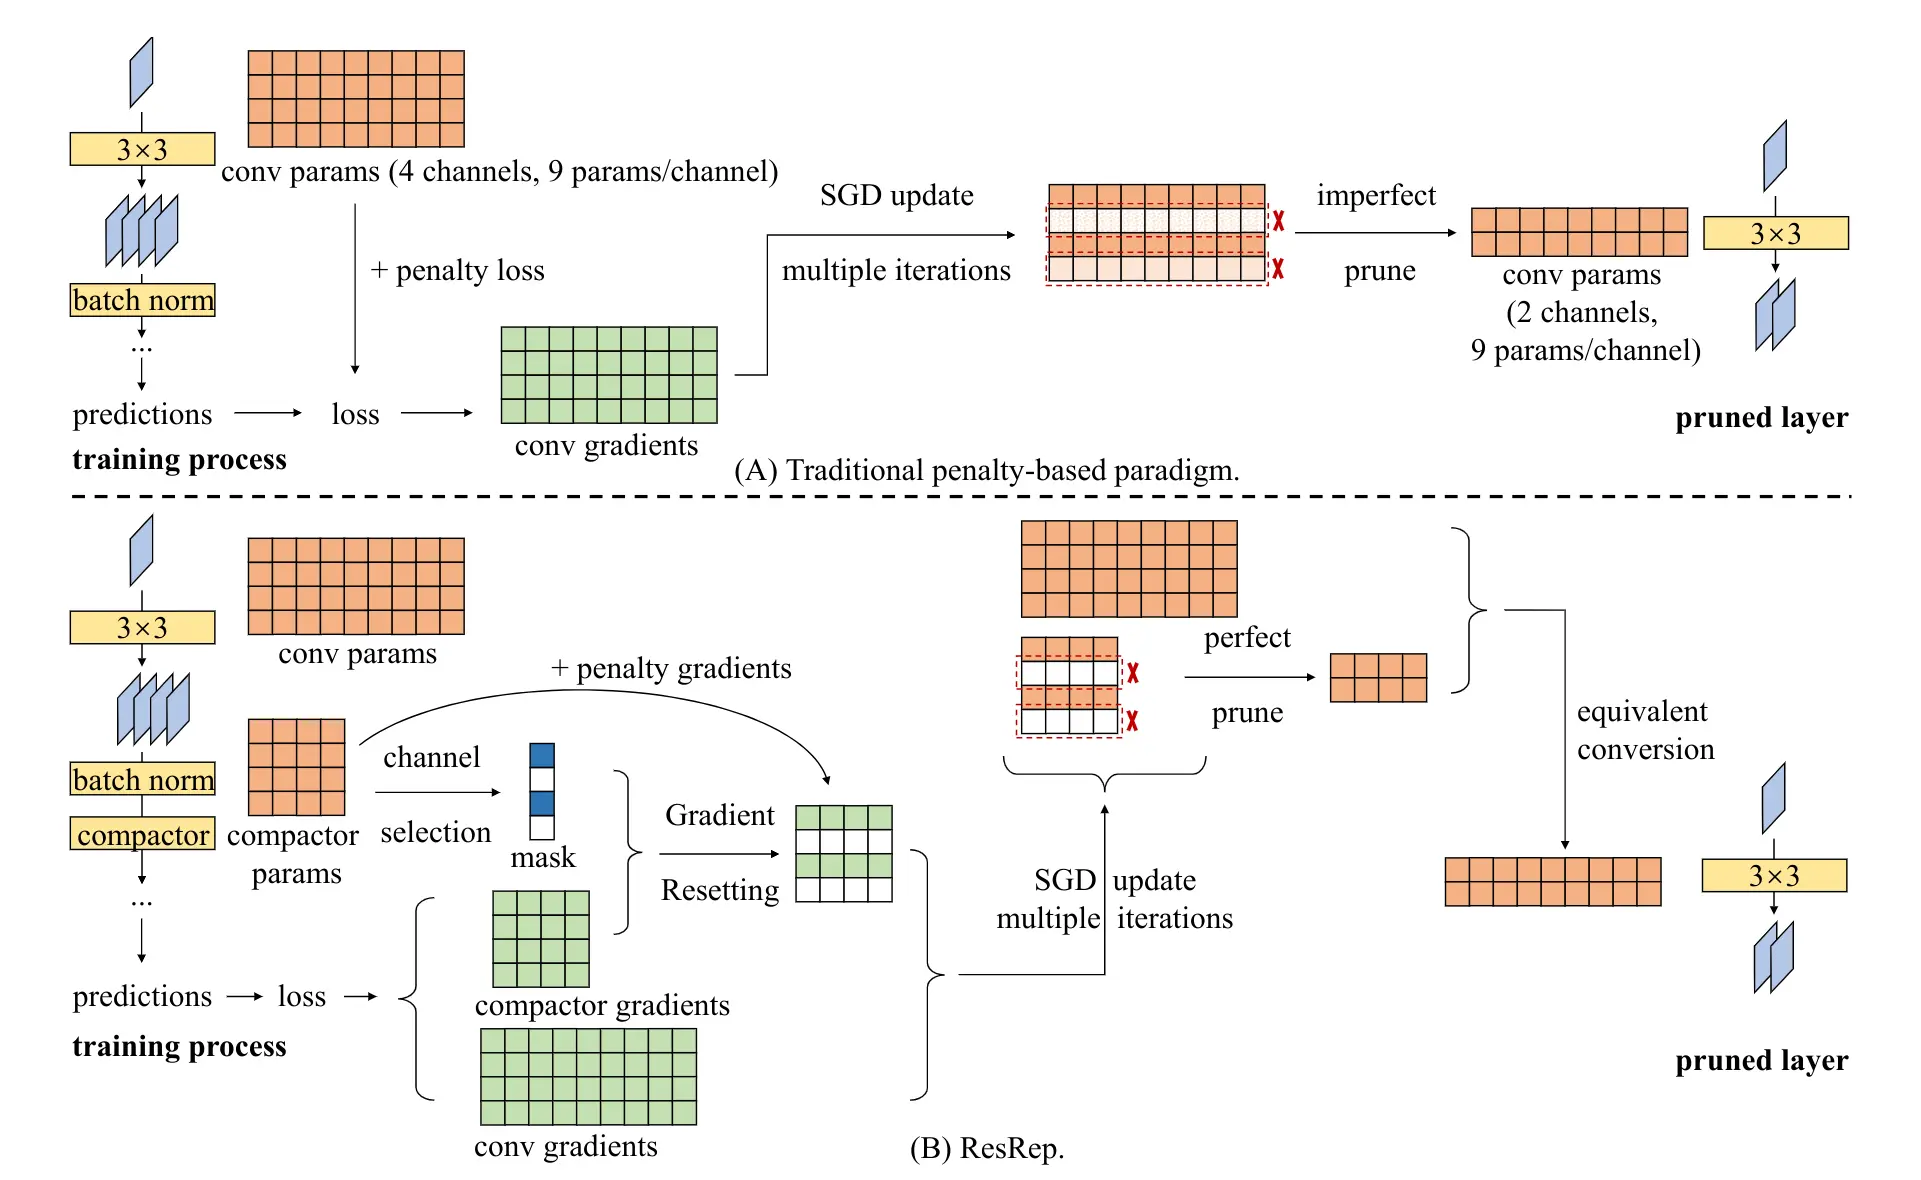 3×3
conv params (4 channels, 9 params/channel)
batch norm
...
predictions
+ penalty loss
loss
conv gradients
SGD update
multiple iterations
X
X
imperfect
prune
3×3
conv params
(2 channels,
9 params/channel)
training process
pruned layer
(A) Traditional penalty-based paradigm.
3×3
conv params
batch norm
compactor
...
predictions
loss
compactor
params
+ penalty gradients
channel
selection
mask
Gradient
Resetting
compactor gradients
conv gradients
SGD update
multiple iterations
X
X
perfect
prune
equivalent
conversion
3×3
training process
pruned layer
(B) ResRep.